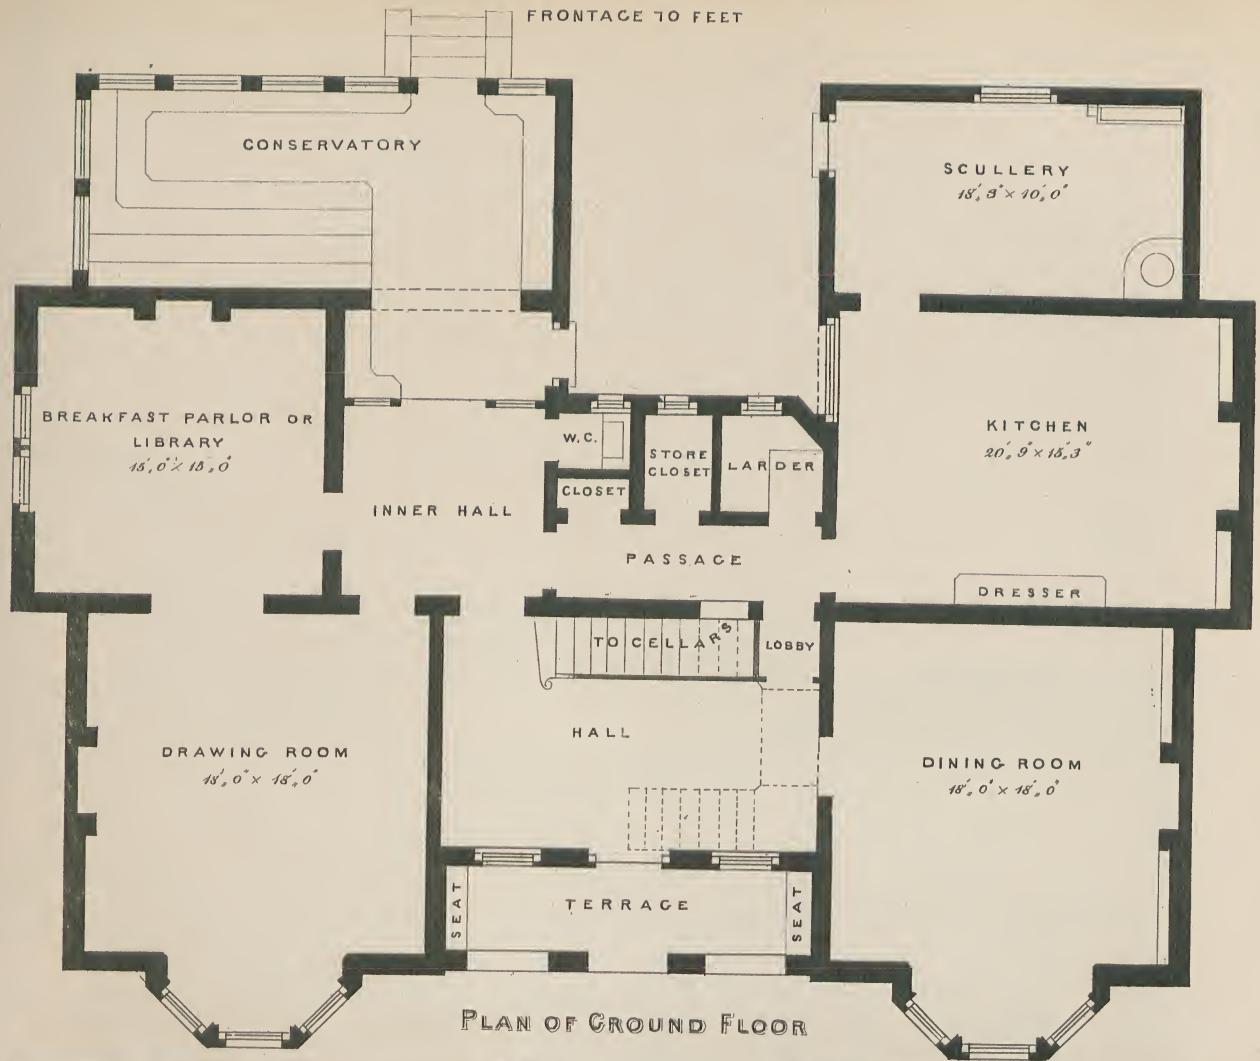 FRONTAGE 70 FEET
CONSERVATORY
SCULLERY
18', 3" × 10', 0"
BREAKFAST PARLOR OR
LIBRARY
15', 0" × 15', 0"
KITCHEN
20', 9" × 15', 3"
W.C.
STORE
CLOSET
LARDER
CLOSET
INNER HALL
PASSAGE
DRESSER
TO CELLARS
LOBBY
HALL
DRAWING ROOM
18', 0" × 18', 0"
DINING ROOM
18', 0" × 18', 0"
SEAT
TERRACE
SEAT
PLAN OF GROUND FLOOR